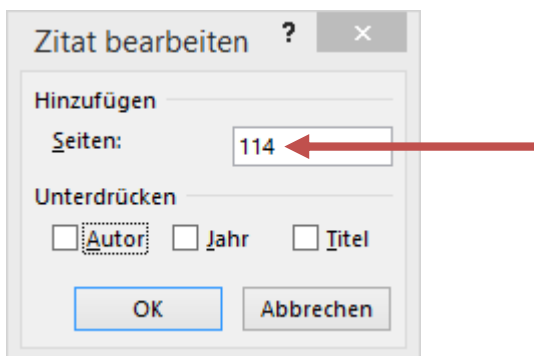 Zitat bearbeiten ? ×
Hinzufügen
Seiten: 114
Unterdrücken
Autor Jahr Titel
OK Abbrechen